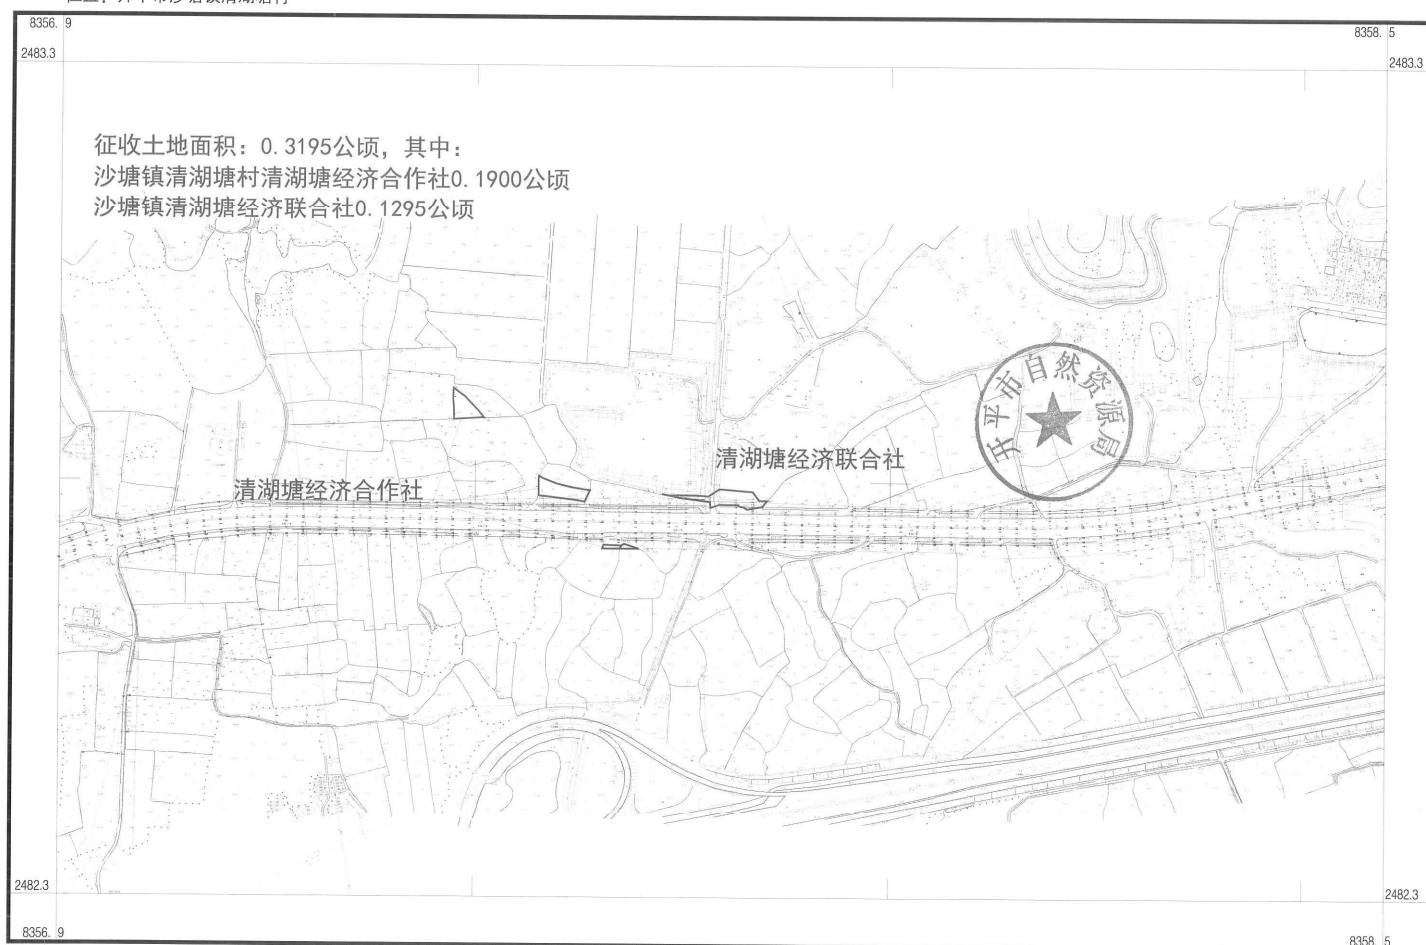 8356. 9
8358. 5
2483.3
2483.3
征收土地面积：0.3195公顷，其中：
沙塘镇清湖塘村清湖塘经济合作社0.1900公顷
沙塘镇清湖塘经济联合社0.1295公顷
开平市自然资源局
清湖塘经济联合社
清湖塘经济合作社
2482.3
2482.3
8356. 9
8358. 5